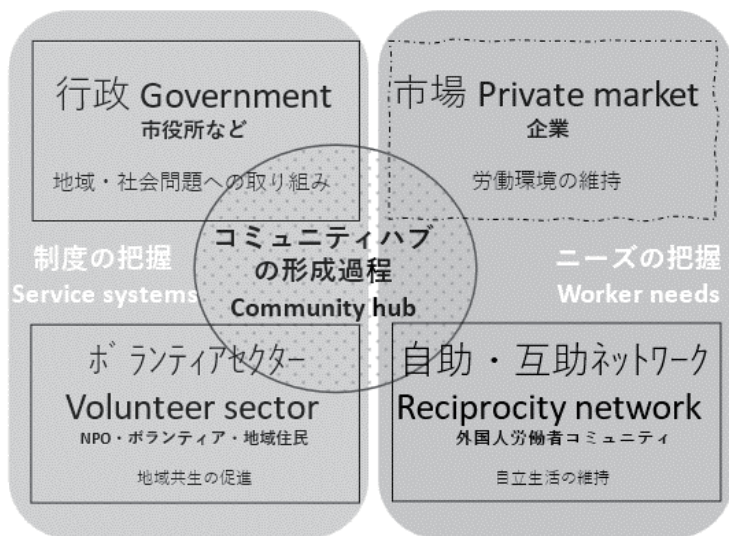 行政 Government
市役所など
地域・社会問題への取り組み
市場 Private market
企業
労働環境の維持
コミュニティハブ
の形成過程
Community hub
制度の把握
Service systems
ニーズの把握
Worker needs
ボランティアセクター
Volunteer sector
NPO・ボランティア・地域住民
地域共生の促進
自助・互助ネットワーク
Reciprocity network
外国人労働者コミュニティ
自立生活の維持